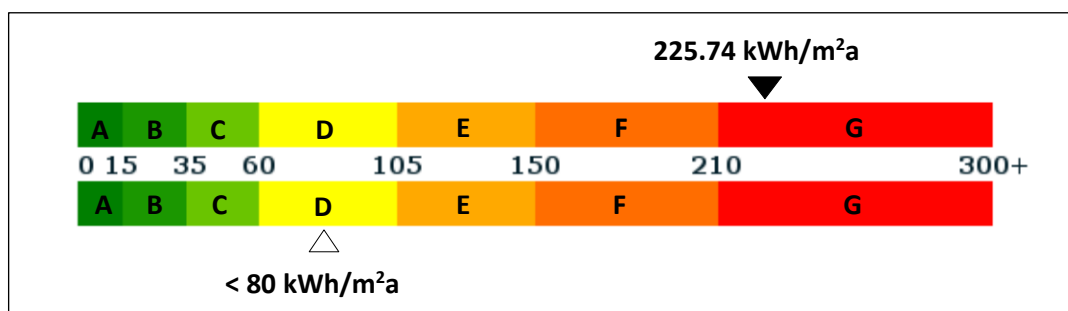 225.74 kWh/m²a
A B C D E F G
0 15 35 60 105 150 210 300+
A B C D E F G
< 80 kWh/m²a